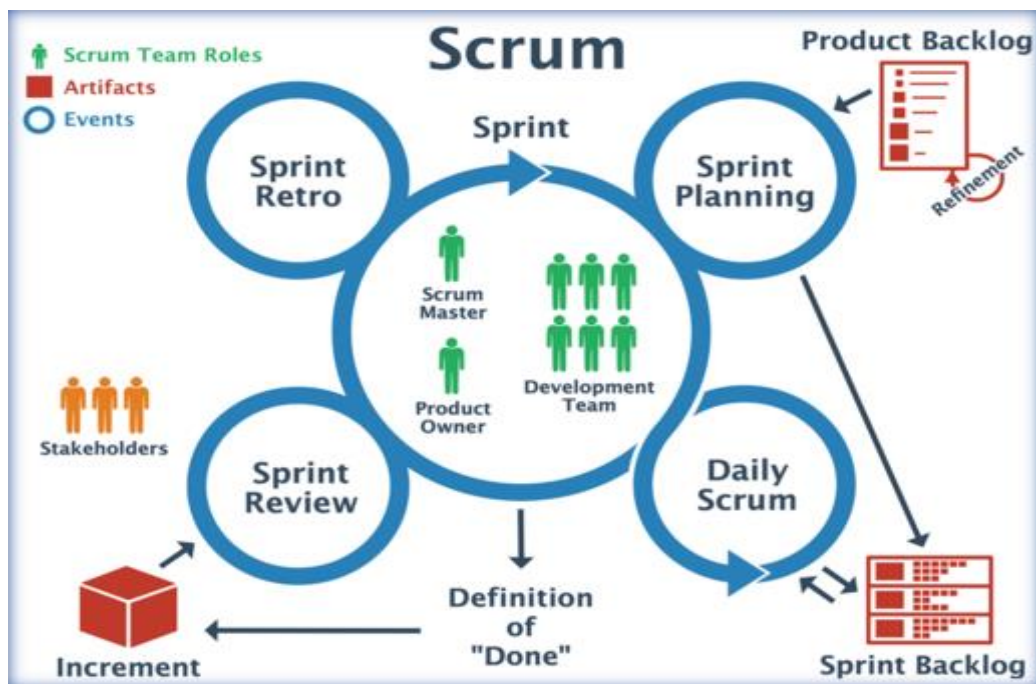 Scrum
Scrum Team Roles
Artifacts
Events
Product Backlog
Refinement
Sprint
Sprint
Retro
Sprint
Planning
Scrum
Master
Product
Owner
Development
Team
Stakeholders
Sprint
Review
Daily
Scrum
Definition
of
"Done"
Increment
Sprint Backlog